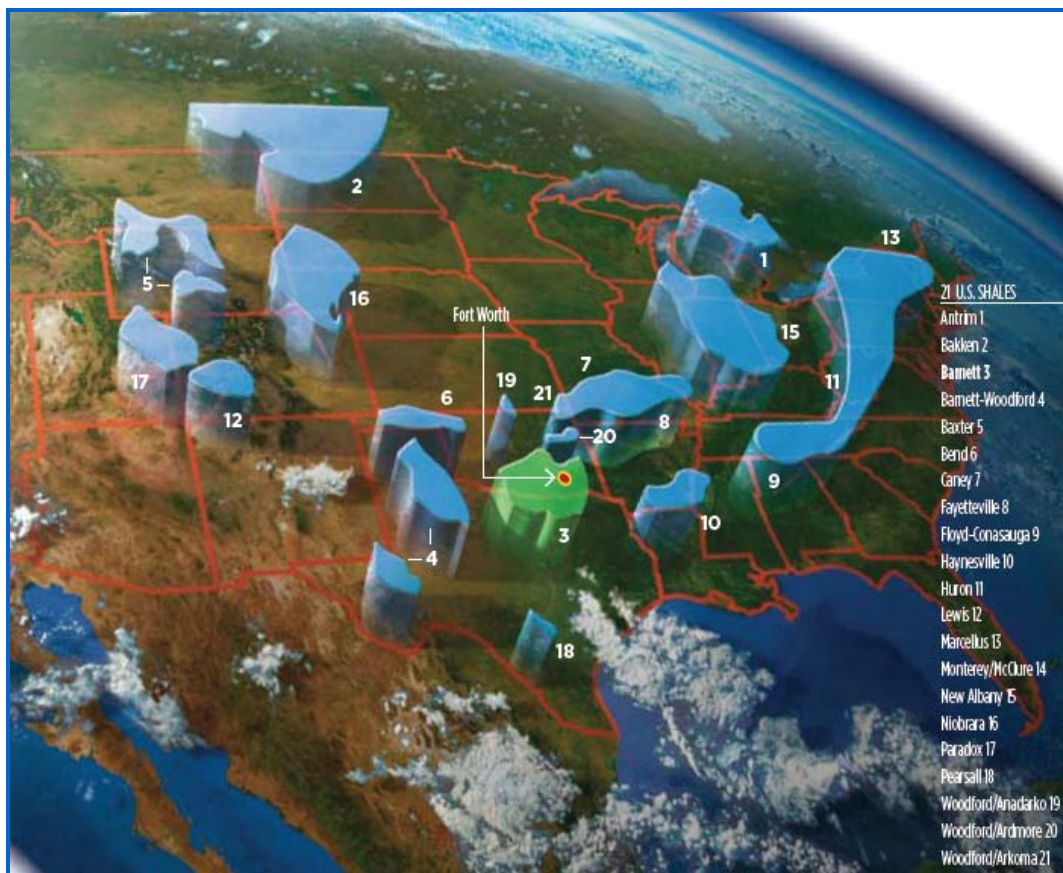 2
13
1
5
16
Fort Worth
15
21 U.S. SHALES
Antrim 1
Bakken 2
Barnett 3
Barnett-Woodford 4
Baxter 5
Bend 6
Caney 7
Fayetteville 8
Floyd-Conasauga 9
Haynesville 10
Huron 11
Lewis 12
Marcellus 13
Monterey/McClure 14
New Albany 15
Niobrara 16
Paradox 17
Pearsall 18
Woodford/Anadarko 19
Woodford/Ardmore 20
Woodford/Arkoma 21
17
7
11
19
21
12
6
8
20
9
10
3
4
18